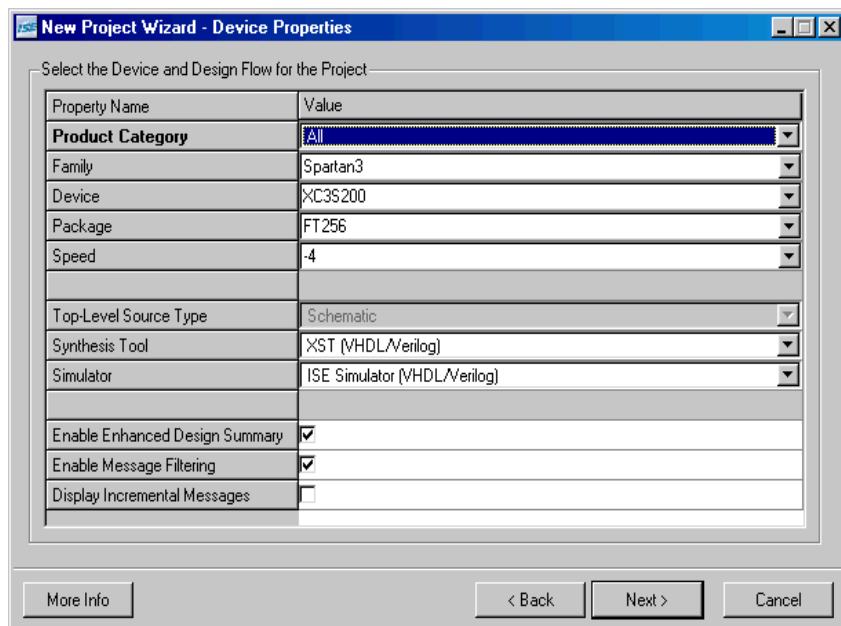 ISE New Project Wizard - Device Properties
Select the Device and Design Flow for the Project
Property Name Value
Product Category All
Family Spartan3
Device XC3S200
Package FT256
Speed -4
Top-Level Source Type Schematic
Synthesis Tool XST (VHDL/Verilog)
Simulator ISE Simulator (VHDL/Verilog)
Enable Enhanced Design Summary
Enable Message Filtering
Display Incremental Messages
More Info < Back Next > Cancel